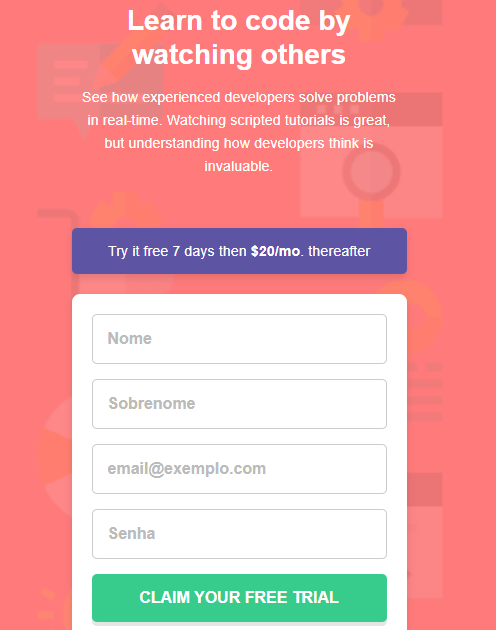 Learn to code by
watching others
See how experienced developers solve problems
in real-time. Watching scripted tutorials is great,
but understanding how developers think is
invaluable.
Try it free 7 days then $20/mo. thereafter
Nome
Sobrenome
email@exemplo.com
Senha
CLAIM YOUR FREE TRIAL